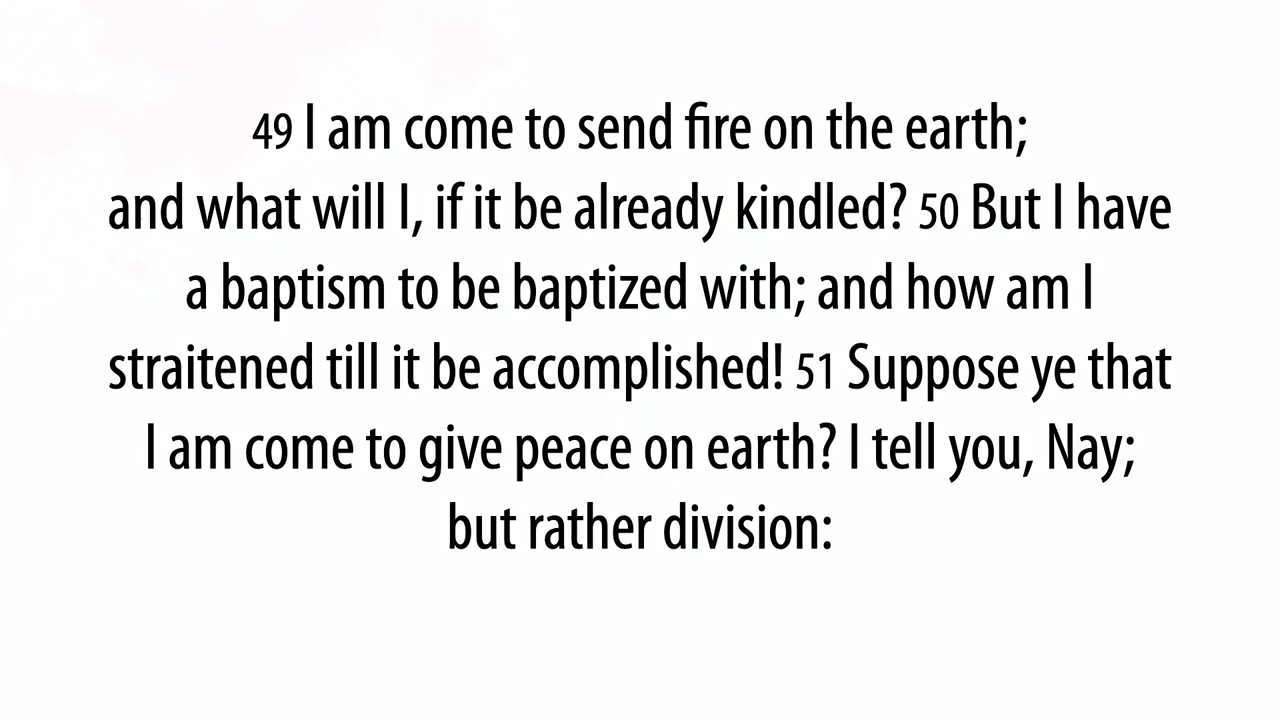 49 I am come to send fire on the earth;
and what will I, if it be already kindled? 50 But I have
a baptism to be baptized with; and how am I
straitened till it be accomplished! 51 Suppose ye that
I am come to give peace on earth? I tell you, Nay;
but rather division: